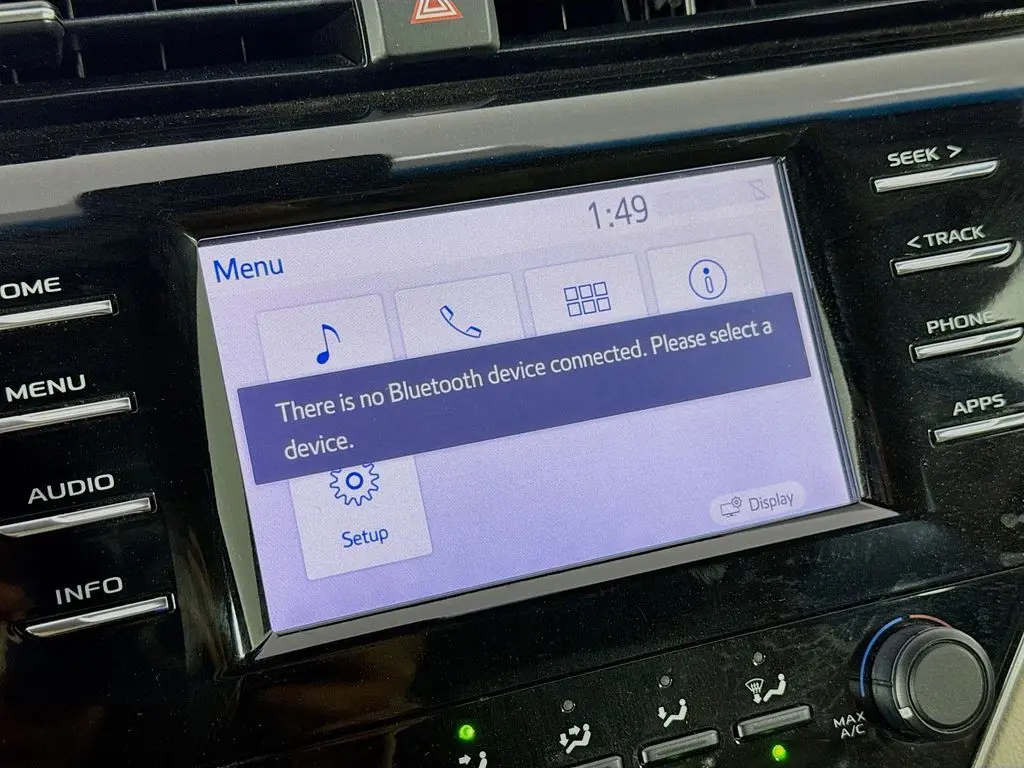 1:49
Menu
There is no Bluetooth device connected. Please select a
device.
Setup
Display
OME
MENU
AUDIO
INFO
SEEK >
< TRACK
PHONE
APPS
MAX
A/C